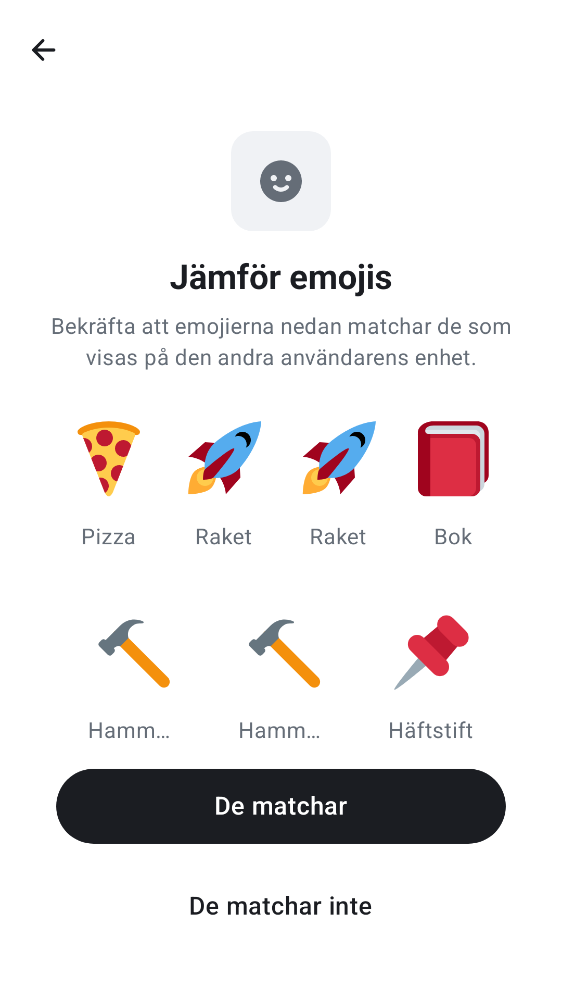 Jämför emojis
Bekräfta att emojierna nedan matchar de som
visas på den andra användarens enhet.
Pizza Raket Raket Bok
Hamm… Hamm… Häftstift
De matchar
De matchar inte